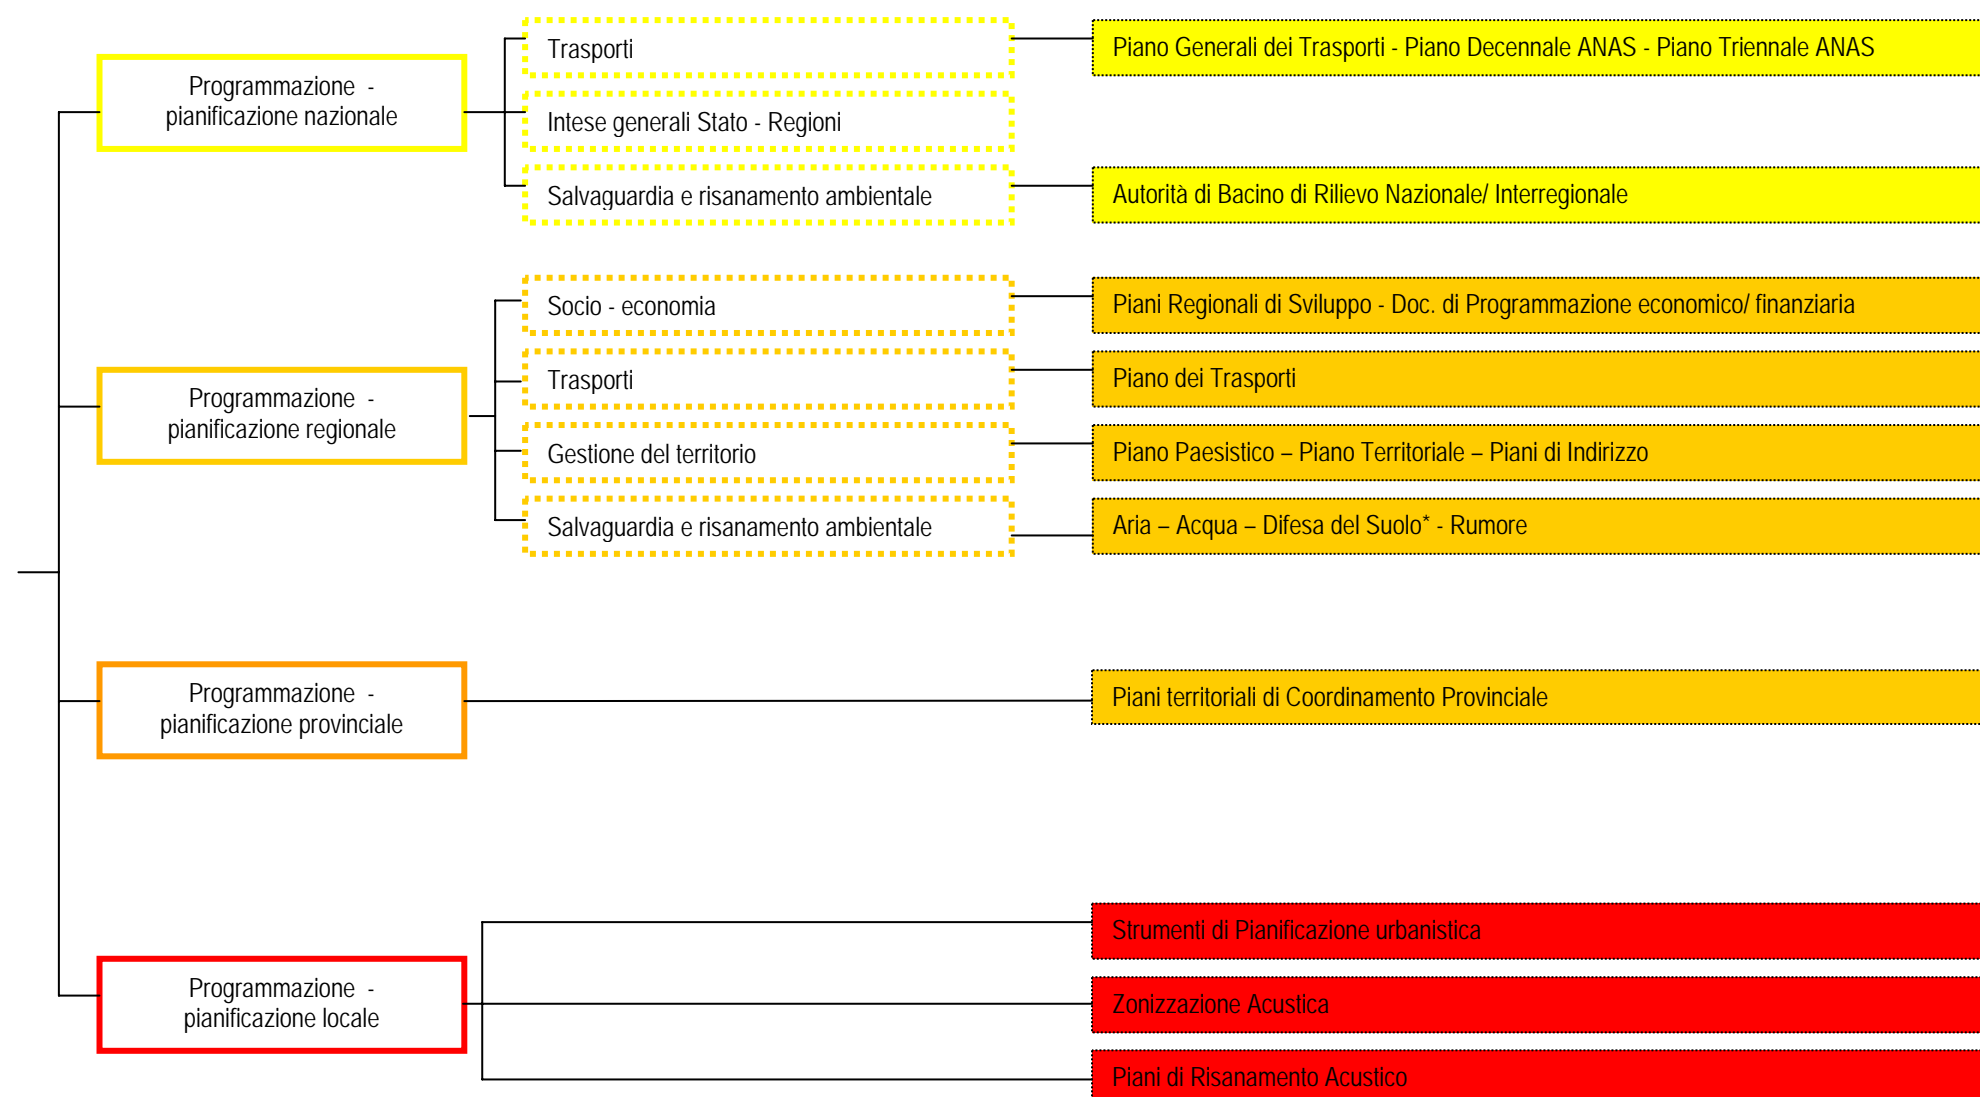 Programmazione -
pianificazione nazionale
Trasporti
Piano Generali dei Trasporti - Piano Decennale ANAS - Piano Triennale ANAS
Intese generali Stato - Regioni
Salvaguardia e risanamento ambientale
Autorità di Bacino di Rilievo Nazionale/ Interregionale
Programmazione -
pianificazione regionale
Socio - economia
Piani Regionali di Sviluppo - Doc. di Programmazione economico/ finanziaria
Trasporti
Piano dei Trasporti
Gestione del territorio
Piano Paesistico – Piano Territoriale – Piani di Indirizzo
Salvaguardia e risanamento ambientale
Aria – Acqua – Difesa del Suolo* - Rumore
Programmazione -
pianificazione provinciale
Piani territoriali di Coordinamento Provinciale
Programmazione -
pianificazione locale
Strumenti di Pianificazione urbanistica
Zonizzazione Acustica
Piani di Risanamento Acustico